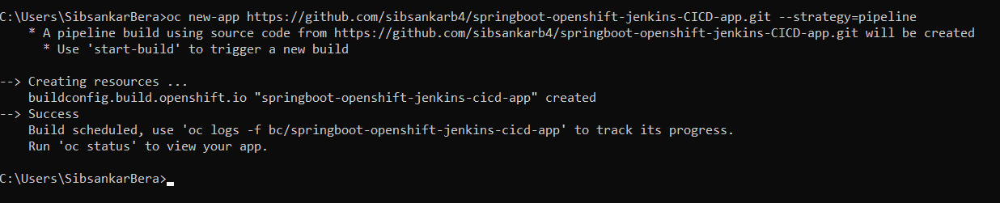 C:\Users\SibsankarBera>oc new-app https://github.com/sibsankarb4/springboot-openshift-jenkins-CICD-app.git --strategy=pipeline
* A pipeline build using source code from https://github.com/sibsankarb4/springboot-openshift-jenkins-CICD-app.git will be created
* Use 'start-build' to trigger a new build
--> Creating resources ...
buildconfig.build.openshift.io "springboot-openshift-jenkins-cicd-app" created
--> Success
Build scheduled, use 'oc logs -f bc/springboot-openshift-jenkins-cicd-app' to track its progress.
Run 'oc status' to view your app.
C:\Users\SibsankarBera>